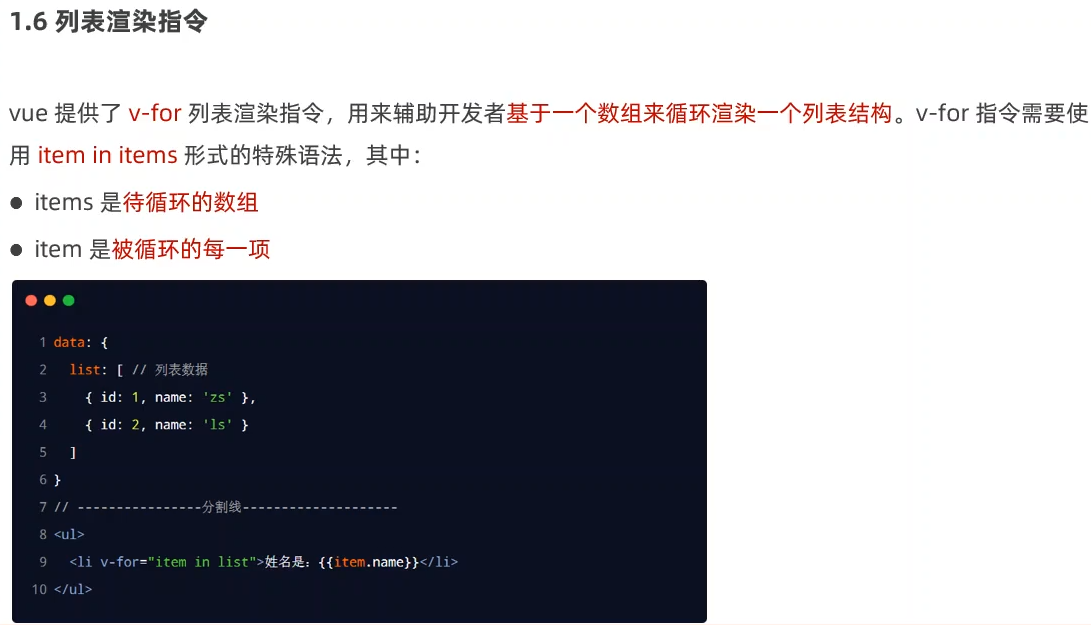 1.6 列表渲染指令
vue 提供了 v-for 列表渲染指令，用来辅助开发者基于一个数组来循环渲染一个列表结构。v-for 指令需要使
用 item in items 形式的特殊语法，其中：
● items 是待循环的数组
● item 是被循环的每一项
1 data: {
2   list: [ // 列表数据
3     { id: 1, name: 'zs' },
4     { id: 2, name: 'ls' }
5   ]
6 }
7 // ----------------分割线--------------------
8 <ul>
9   <li v-for="item in list">姓名是：{{item.name}}</li>
10 </ul>